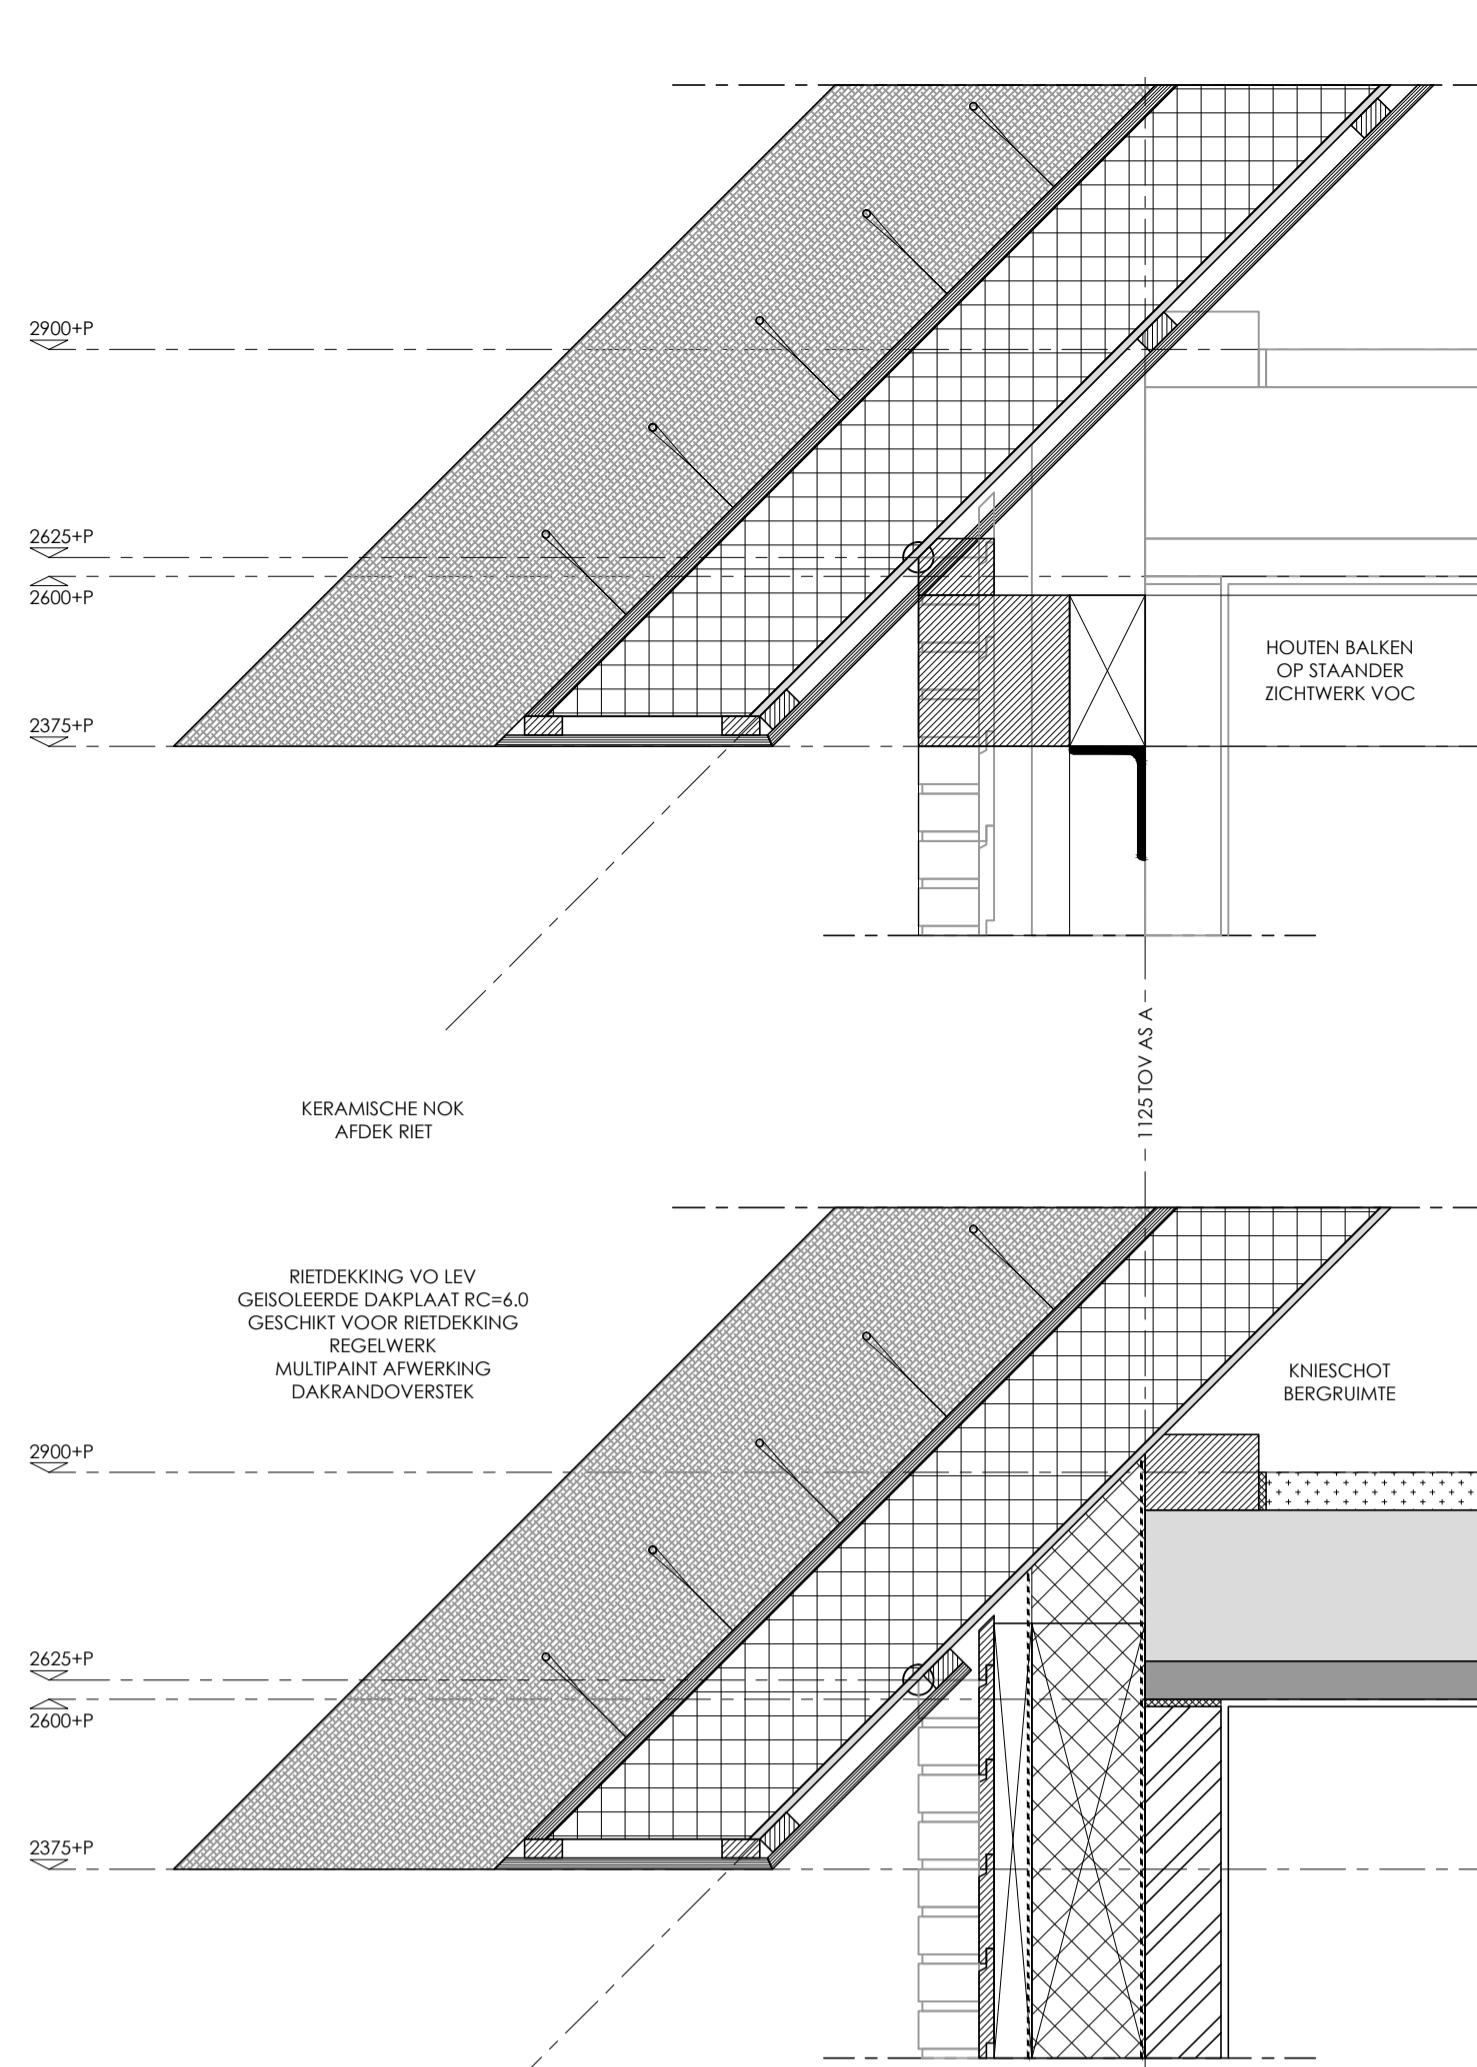 2900+P
2625+P
2600+P
2375+P
HOUTEN BALKEN
OP STAANDER
ZICHTWERK VOC
1125 TOV AS A
KERAMISCHE NOK
AFDEK RIET
RIETDEKKING VO LEV
GEISOLEERDE DAKPLAAT RC=6.0
GESCHIKT VOOR RIETDEKKING
REGELWERK
MULTIPAINT AFWERKING
DAKRANDOVERSTEK
KNIESCHOT
BERGRUIMTE
2900+P
2625+P
2600+P
2375+P